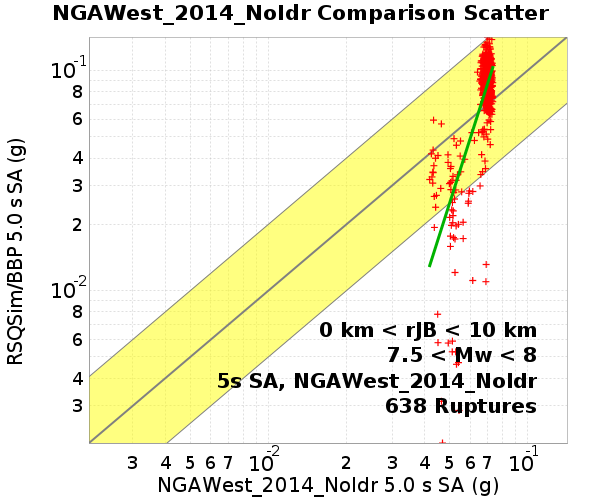 NGAWest_2014_NoIdr Comparison Scatter
RSQSim/BBP 5.0 s SA (g)
10-1
8
6
4
3
2
10-2
8
6
4
3
0 km < rJB < 10 km
7.5 < Mw < 8
5s SA, NGAWest_2014_NoIdr
638 Ruptures
3 4 5 6 7 10-2 2 3 4 5 6 7 10-1
NGAWest_2014_NoIdr 5.0 s SA (g)